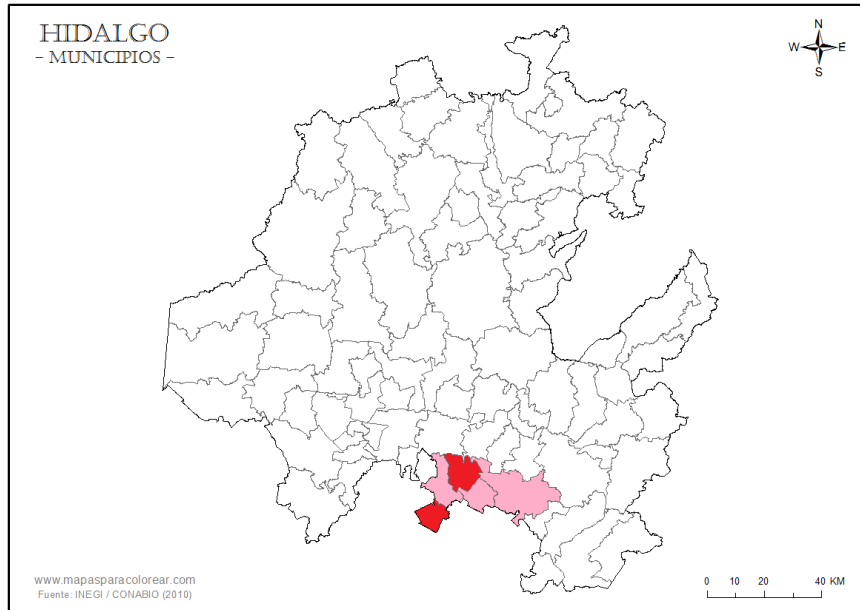 HIDALGO
- MUNICIPIOS -
N
W E
S
www.mapasparacolorear.com
Fuente: INEGI / CONABIO (2010)
0 10 20 40 KM